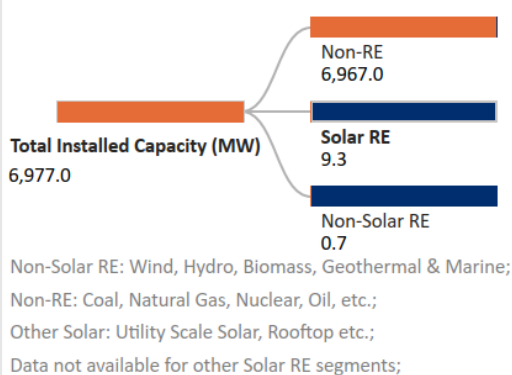 Non-RE
6,967.0
Total Installed Capacity (MW)
6,977.0
Solar RE
9.3
Non-Solar RE
0.7
Non-Solar RE: Wind, Hydro, Biomass, Geothermal & Marine;
Non-RE: Coal, Natural Gas, Nuclear, Oil, etc.;
Other Solar: Utility Scale Solar, Rooftop etc.;
Data not available for other Solar RE segments;